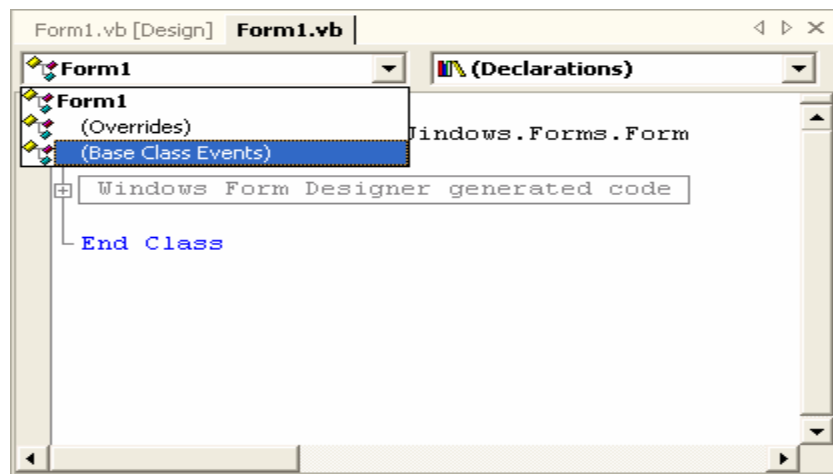 Form1.vb [Design] Form1.vb
Form1 (Declarations)
Form1
(Overrides)
(Base Class Events)
Windows.Forms.Form
Windows Form Designer generated code
End Class